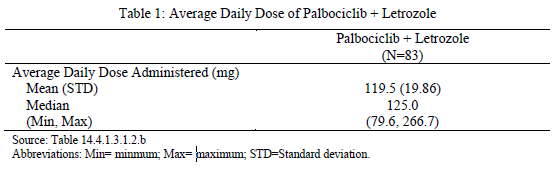 Table 1: Average Daily Dose of Palbociclib + Letrozole
Palbociclib + Letrozole
(N=83)
Average Daily Dose Administered (mg)
Mean (STD) 119.5 (19.86)
Median 125.0
(Min, Max) (79.6, 266.7)
Source: Table 14.4.1.3.1.2.b
Abbreviations: Min= minmum; Max= maximum; STD=Standard deviation.